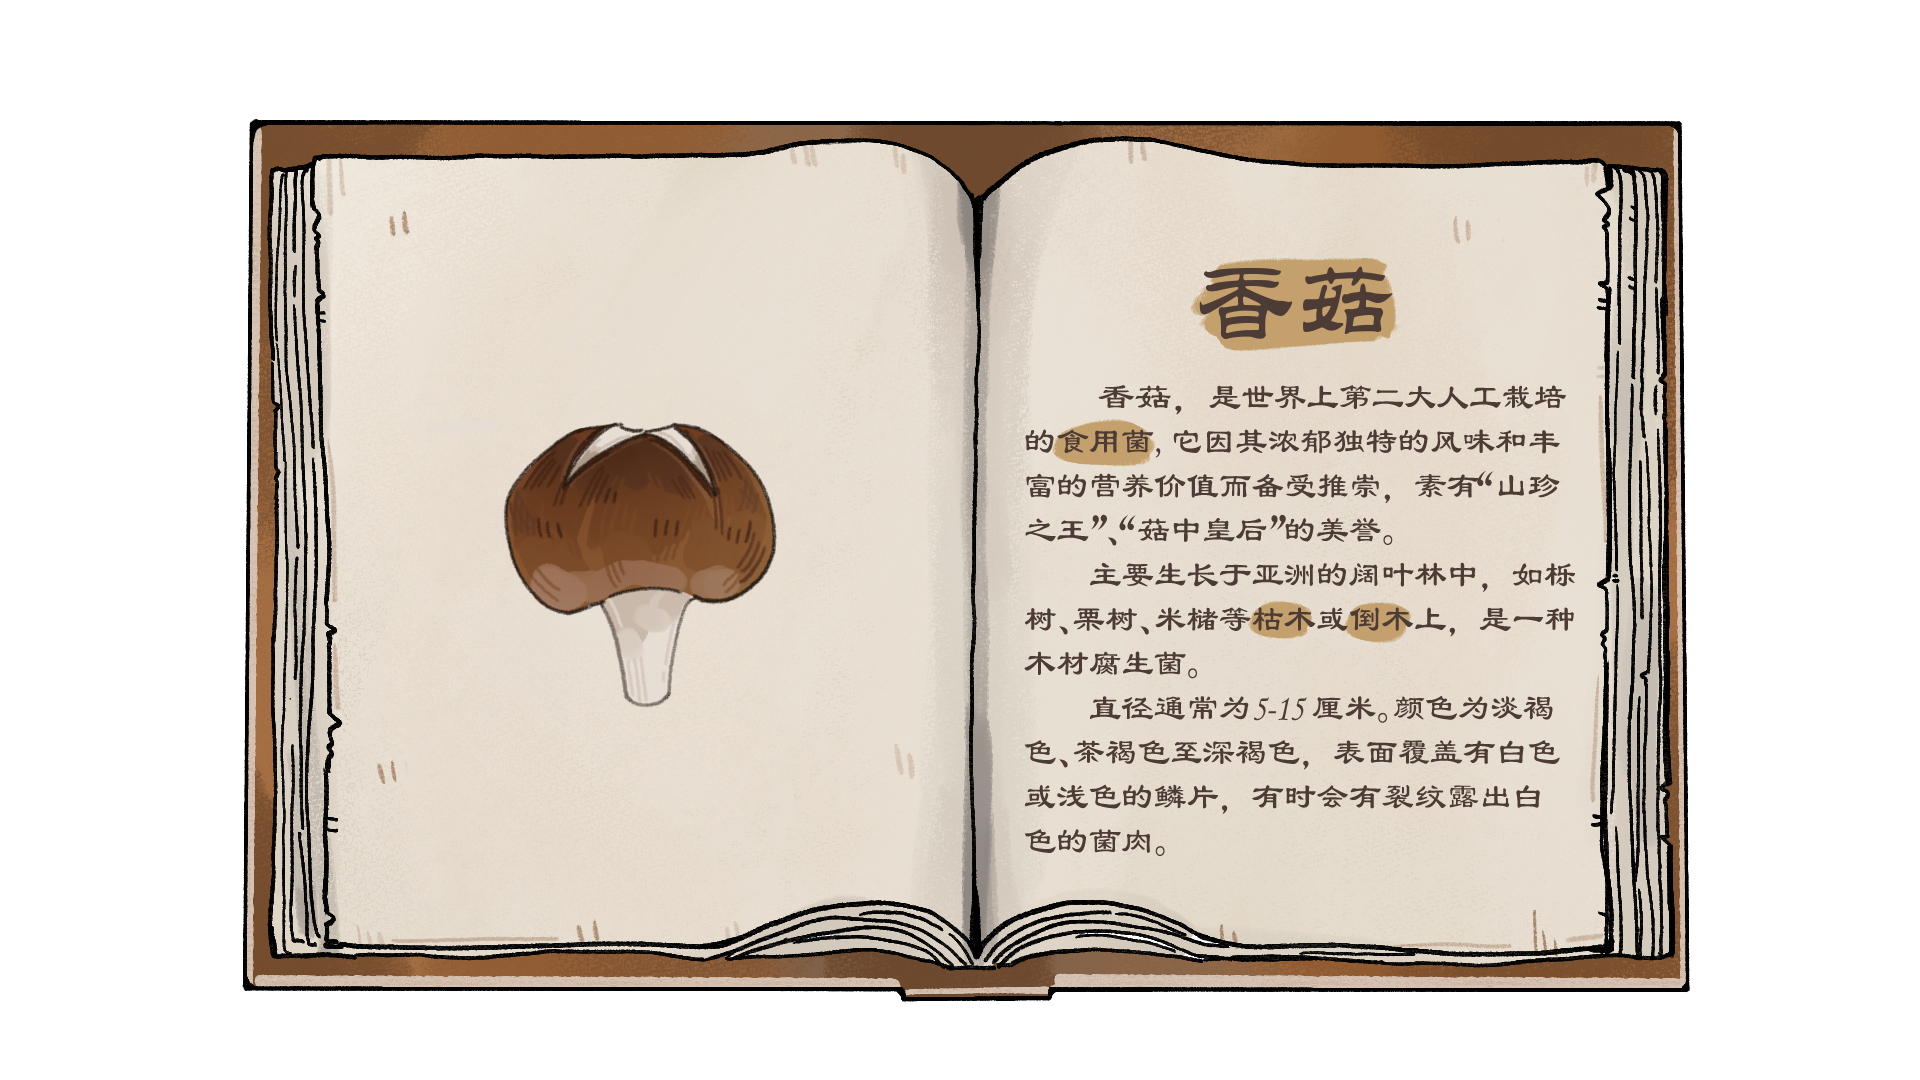 香菇
香菇，是世界上第二大人工栽培
的食用菌，它因其浓郁独特的风味和丰
富的营养价值而备受推崇，素有“山珍
之王”、“菇中皇后”的美誉。
主要生长于亚洲的阔叶林中，如栎
树、栗树、米槠等枯木或倒木上，是一种
木材腐生菌。
直径通常为5-15厘米。颜色为淡褐
色、茶褐色至深褐色，表面覆盖有白色
或浅色的鳞片，有时会有裂纹露出白
色的菌肉。